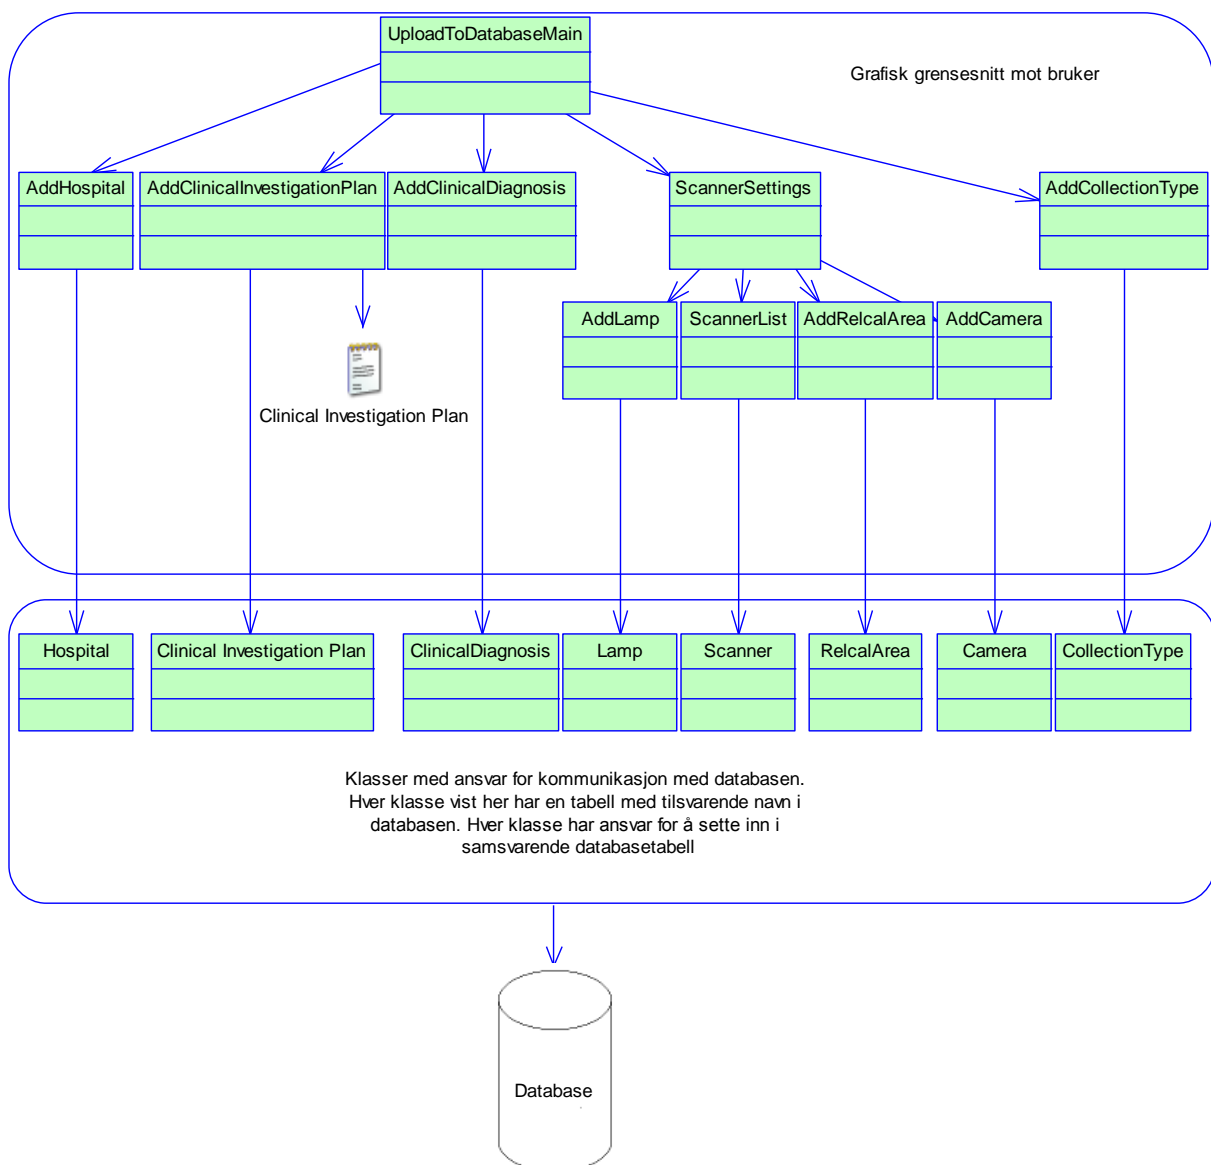 UploadToDatabaseMain
Grafisk grensesnitt mot bruker
AddHospital
AddClinicalInvestigationPlan
AddClinicalDiagnosis
ScannerSettings
AddCollectionType
AddLamp
ScannerList
AddRelcalArea
AddCamera
Clinical Investigation Plan
Hospital
Clinical Investigation Plan
ClinicalDiagnosis
Lamp
Scanner
RelcalArea
Camera
CollectionType
Klasser med ansvar for kommunikasjon med databasen.
Hver klasse vist her har en tabell med tilsvarende navn i
databasen. Hver klasse har ansvar for å sette inn i
samsvarende databasetabell
Database